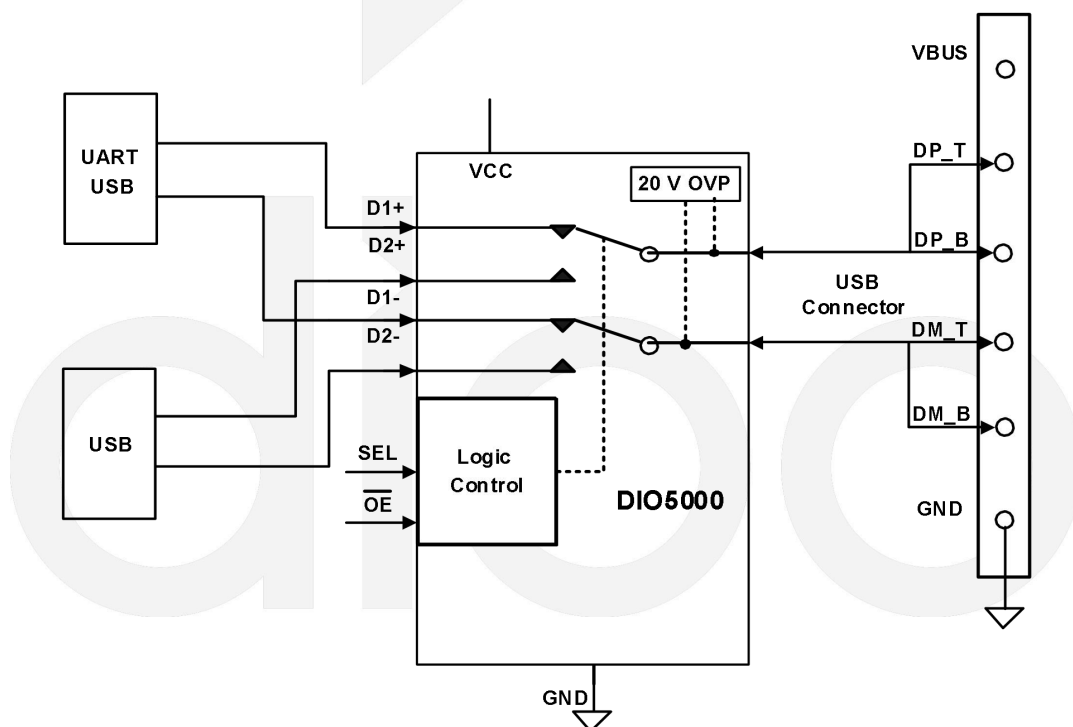 VBUS
UART
USB
VCC
20 V OVP
DP_T
D1+
D2+
DP_B
USB
Connector
D1-
D2-
DM_T
USB
DM_B
SEL
OE
Logic
Control
DIO5000
GND
GND
dioo